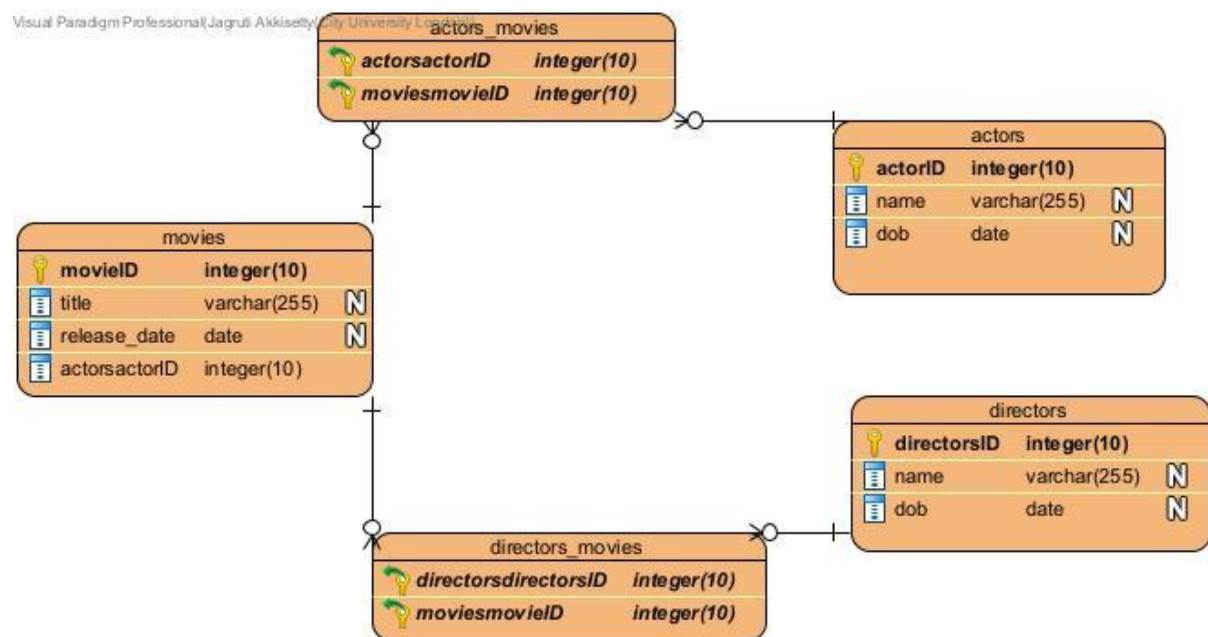 Visual Paradigm Professional(Jagruti Akkisetty(City University London))
actors_movies
actorsactorID integer(10)
moviesmovieID integer(10)
actors
actorID integer(10)
name varchar(255) N
dob date N
movies
movieID integer(10)
title varchar(255) N
release_date date N
actorsactorID integer(10)
directors
directorsID integer(10)
name varchar(255) N
dob date N
directors_movies
directorsdirectorsID integer(10)
moviesmovieID integer(10)